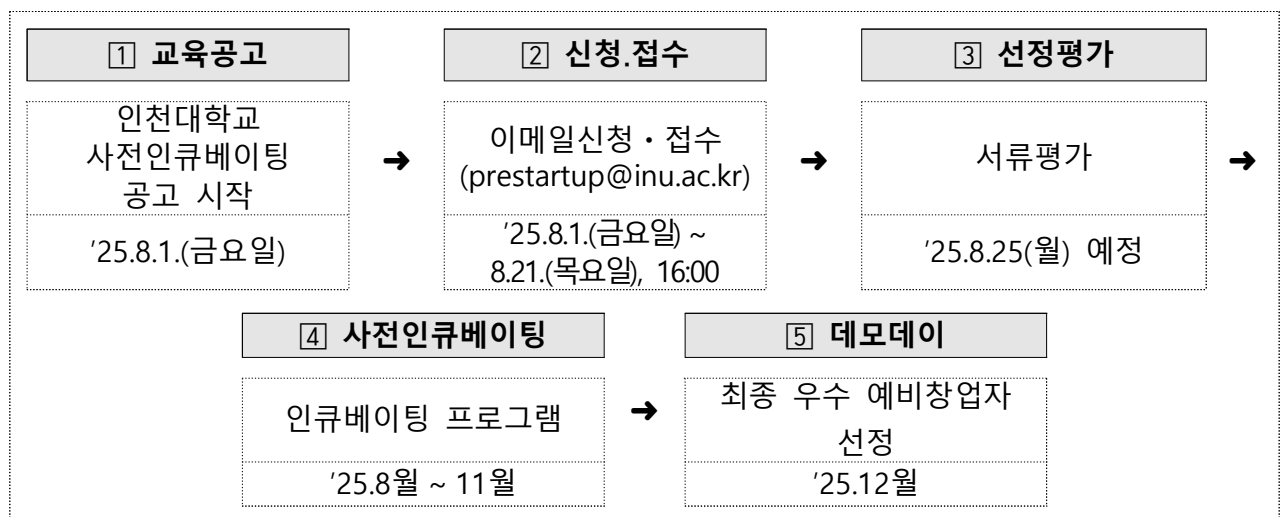 1 교육공고
인천대학교
사전인큐베이팅
공고 시작
'25.8.1.(금요일)
➜
2 신청.접수
이메일신청・접수
(prestartup@inu.ac.kr)
'25.8.1.(금요일) ~
8.21.(목요일), 16:00
➜
3 선정평가
서류평가
'25.8.25(월) 예정
➜
4 사전인큐베이팅
인큐베이팅 프로그램
'25.8월 ~ 11월
➜
5 데모데이
최종 우수 예비창업자
선정
'25.12월